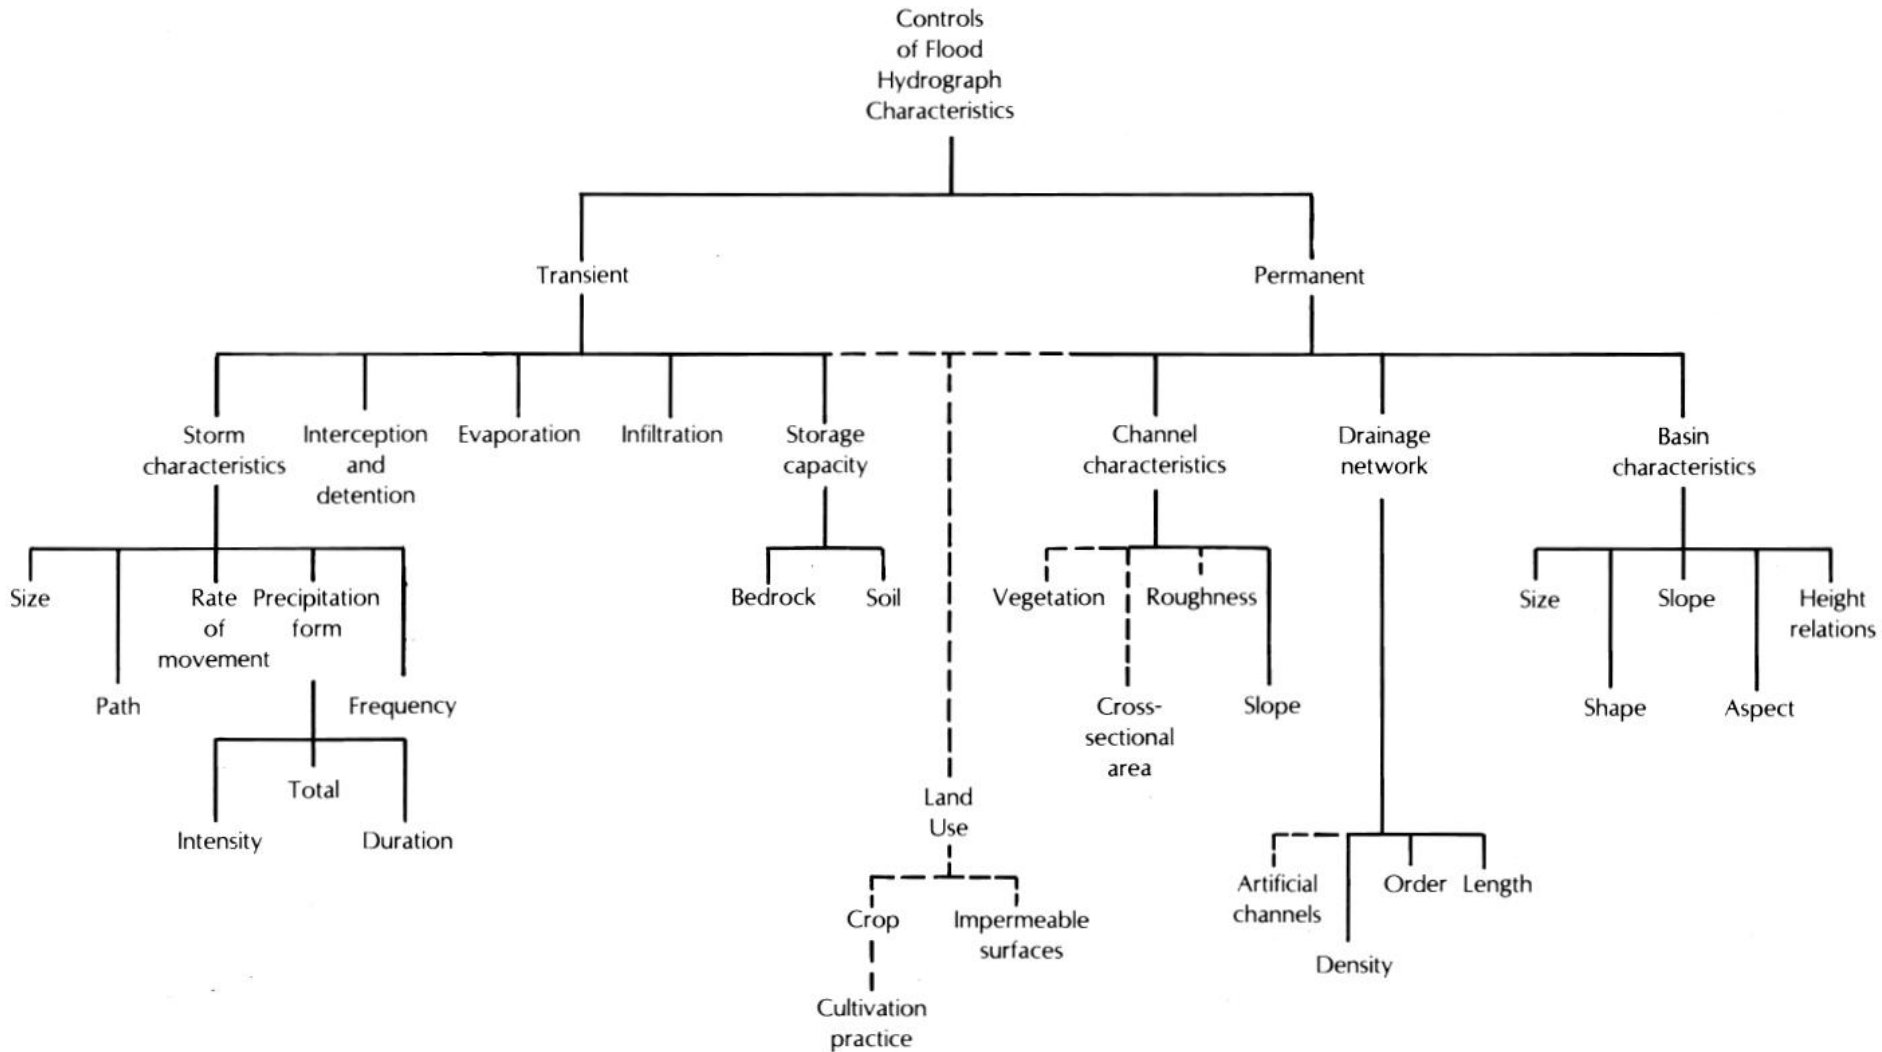 Controls
of Flood
Hydrograph
Characteristics
Transient
Permanent
Storm
characteristics
Interception
and
detention
Evaporation
Infiltration
Storage
capacity
Channel
characteristics
Drainage
network
Basin
characteristics
Size
Path
Rate
of
movement
Precipitation
form
Frequency
Intensity
Total
Duration
Bedrock
Soil
Land
Use
Crop
Impermeable
surfaces
Cultivation
practice
Vegetation
Cross-
sectional
area
Roughness
Slope
Artificial
channels
Density
Order
Length
Size
Shape
Slope
Aspect
Height
relations